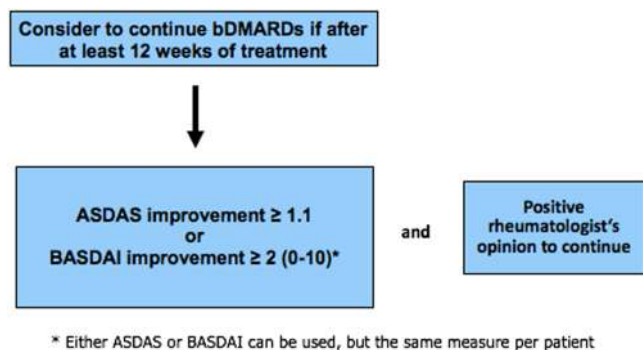 Consider to continue bDMARDs if after
at least 12 weeks of treatment
ASDAS improvement ≥ 1.1
or
BASDAI improvement ≥ 2 (0-10)*
and
Positive
rheumatologist's
opinion to continue
* Either ASDAS or BASDAI can be used, but the same measure per patient